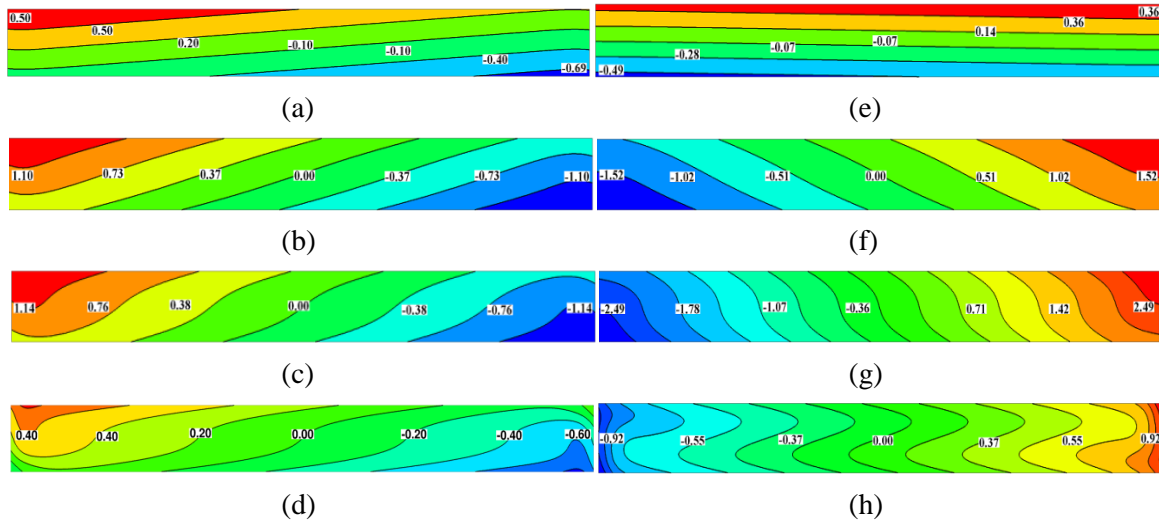 0.50 0.50 0.20 -0.10 -0.10 -0.40 -0.69
(a)
0.36 0.36 0.14 -0.07 -0.07 -0.28 -0.49
(e)
1.10 0.73 0.37 0.00 -0.37 -0.73 -1.10
(b)
-1.52 -1.02 -0.51 0.00 0.51 1.02 1.52
(f)
1.14 0.76 0.38 0.00 -0.38 -0.76 -1.14
(c)
-2.49 -1.78 -1.07 -0.36 0.71 1.42 2.49
(g)
0.40 0.40 0.20 0.00 -0.20 -0.40 -0.60
(d)
-0.92 -0.55 -0.37 0.00 0.37 0.55 0.92
(h)